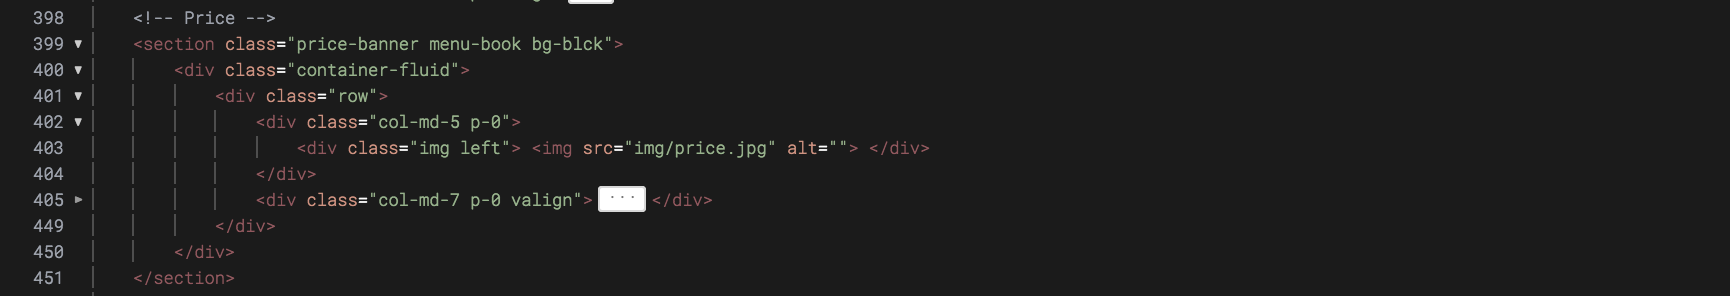 398 <!-- Price -->
399 ▼ <section class="price-banner menu-book bg-blck">
400 ▼ <div class="container-fluid">
401 ▼ <div class="row">
402 ▼ <div class="col-md-5 p-0">
403 <div class="img left"> <img src="img/price.jpg" alt=""> </div>
404 </div>
405 ► <div class="col-md-7 p-0 valign"> ... </div>
449 </div>
450 </div>
451 </section>